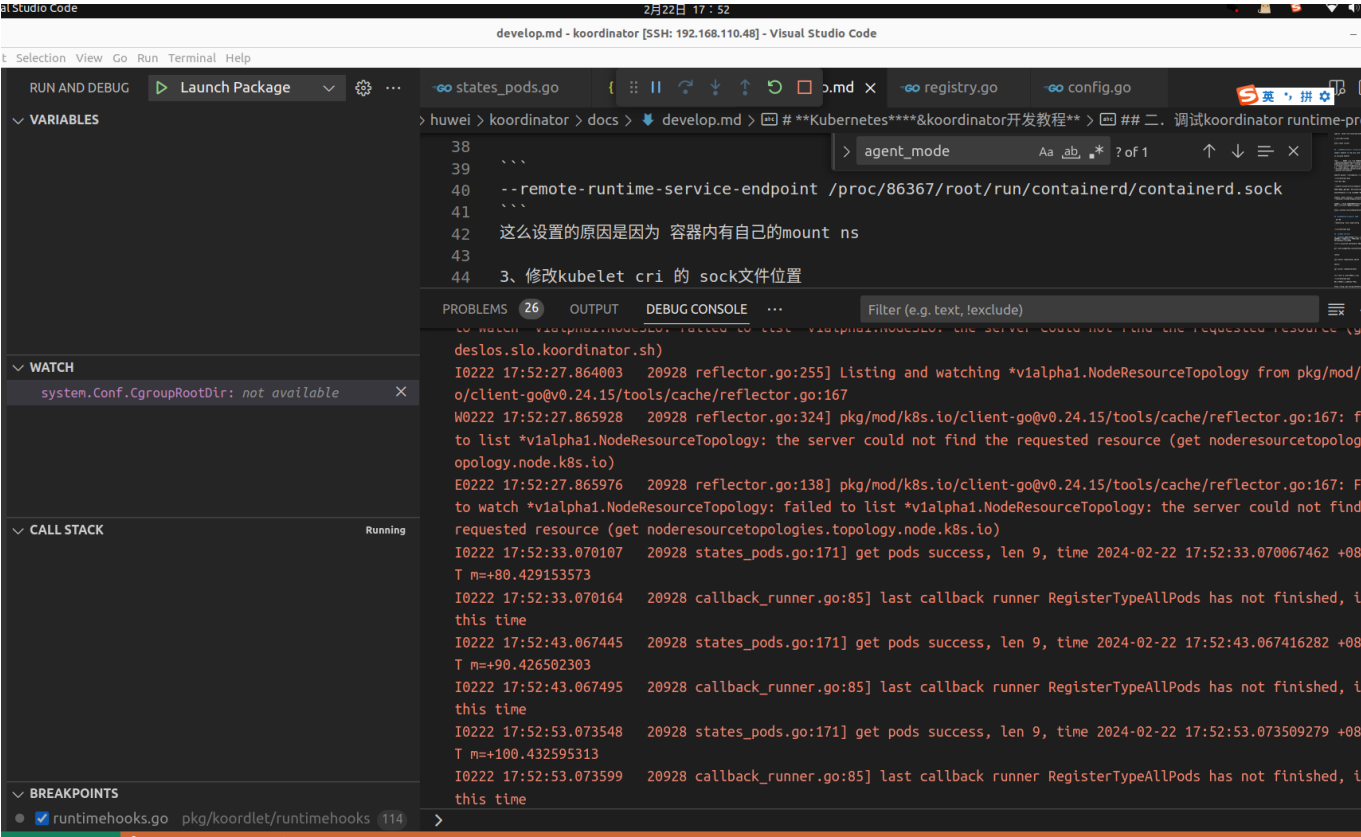 al Studio Code
2月22日 17：52
develop.md - koordinator [SSH: 192.168.110.48] - Visual Studio Code
t Selection View Go Run Terminal Help
RUN AND DEBUG Launch Package ···
states_pods.go { .md registry.go config.go
英 拼
VARIABLES
huwei > koordinator > docs > develop.md > # **Kubernetes****&koordinator开发教程** > ## 二. 调试koordinator runtime-pr
agent_mode Aa ab .* ? of 1
38
39 ```
40 --remote-runtime-service-endpoint /proc/86367/root/run/containerd/containerd.sock
41 ```
42 这么设置的原因是因为 容器内有自己的mount ns
43
44 3、修改kubelet cri 的 sock文件位置
PROBLEMS 26 OUTPUT DEBUG CONSOLE ··· Filter (e.g. text, !exclude)
to watch *v1alpha1.NodeSLO: failed to list *v1alpha1.NodeSLO: the server could not find the requested resource (g
deslos.slo.koordinator.sh)
I0222 17:52:27.864003 20928 reflector.go:255] Listing and watching *v1alpha1.NodeResourceTopology from pkg/mod/
o/client-go@v0.24.15/tools/cache/reflector.go:167
W0222 17:52:27.865928 20928 reflector.go:324] pkg/mod/k8s.io/client-go@v0.24.15/tools/cache/reflector.go:167: f
to list *v1alpha1.NodeResourceTopology: the server could not find the requested resource (get noderesourcetopolog
opology.node.k8s.io)
E0222 17:52:27.865976 20928 reflector.go:138] pkg/mod/k8s.io/client-go@v0.24.15/tools/cache/reflector.go:167: F
to watch *v1alpha1.NodeResourceTopology: failed to list *v1alpha1.NodeResourceTopology: the server could not find
requested resource (get noderesourcetopologies.topology.node.k8s.io)
I0222 17:52:33.070107 20928 states_pods.go:171] get pods success, len 9, time 2024-02-22 17:52:33.070067462 +08
T m=+80.429153573
I0222 17:52:33.070164 20928 callback_runner.go:85] last callback runner RegisterTypeAllPods has not finished, i
this time
I0222 17:52:43.067445 20928 states_pods.go:171] get pods success, len 9, time 2024-02-22 17:52:43.067416282 +08
T m=+90.426502303
I0222 17:52:43.067495 20928 callback_runner.go:85] last callback runner RegisterTypeAllPods has not finished, i
this time
I0222 17:52:53.073548 20928 states_pods.go:171] get pods success, len 9, time 2024-02-22 17:52:53.073509279 +08
T m=+100.432595313
I0222 17:52:53.073599 20928 callback_runner.go:85] last callback runner RegisterTypeAllPods has not finished, i
this time
WATCH
system.Conf.CgroupRootDir: not available
CALL STACK Running
BREAKPOINTS
runtimehooks.go pkg/koordlet/runtimehooks 114